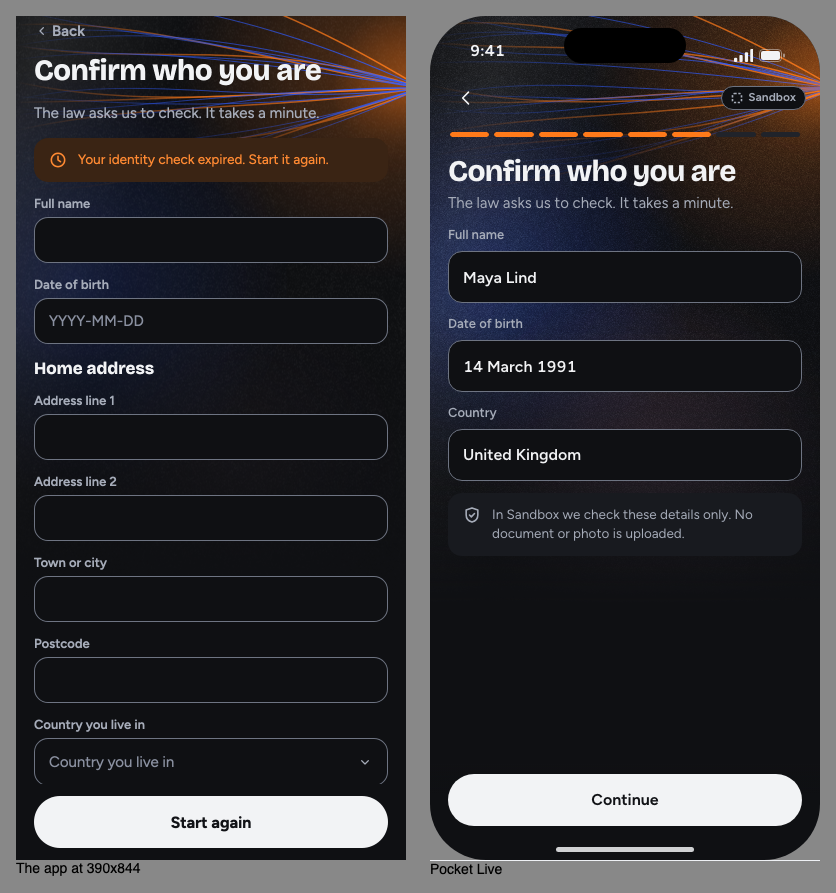 Back
Confirm who you are
The law asks us to check. It takes a minute.
Your identity check expired. Start it again.
Full name
Date of birth
YYYY-MM-DD
Home address
Address line 1
Address line 2
Town or city
Postcode
Country you live in
Country you live in
Start again
The app at 390x844
9:41
Sandbox
Confirm who you are
The law asks us to check. It takes a minute.
Full name
Maya Lind
Date of birth
14 March 1991
Country
United Kingdom
In Sandbox we check these details only. No
document or photo is uploaded.
Continue
Pocket Live